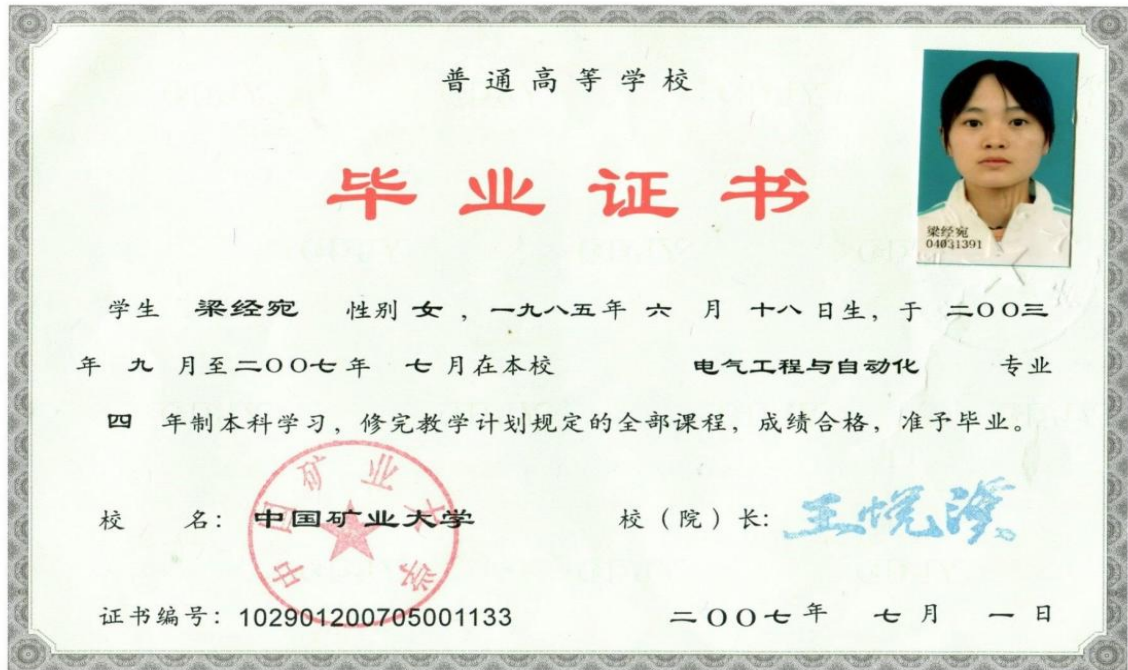 普通高等学校
毕业证书
梁经宛
04031391
学生 梁经宛 性别 女 ，一九八五年 六 月 十八 日生，于 二OO三
年 九 月至二OO七年 七 月在本校 电气工程与自动化 专业
四 年制本科学习，修完教学计划规定的全部课程，成绩合格，准予毕业。
中国矿业大学
校 名：中国矿业大学 校（院）长：
证书编号：102901200705001133 二OO七年 七月 一日